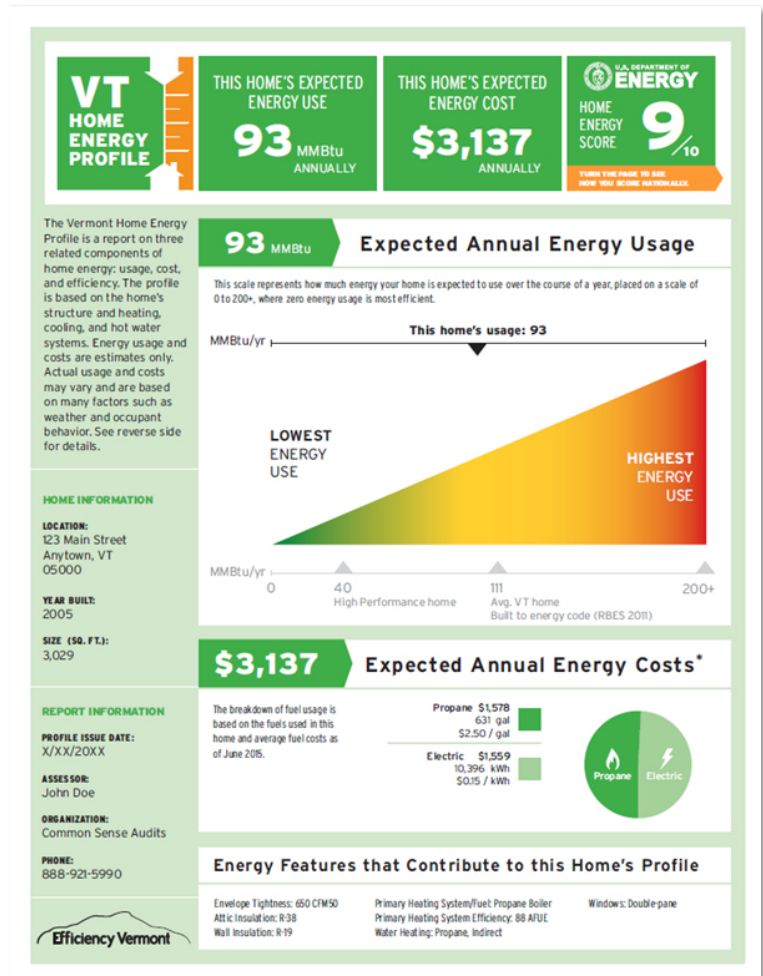 VT
HOME
ENERGY
PROFILE
THIS HOME'S EXPECTED
ENERGY USE
93 MMBtu
ANNUALLY
THIS HOME'S EXPECTED
ENERGY COST
$3,137
ANNUALLY
U.S. DEPARTMENT OF
ENERGY
HOME
ENERGY
SCORE
9/10
TURN THE PAGE TO SEE
HOW YOU SCORE NATIONALLY.
The Vermont Home Energy
Profile is a report on three
related components of
home energy: usage, cost,
and efficiency. The profile
is based on the home's
structure and heating,
cooling, and hot water
systems. Energy usage and
costs are estimates only.
Actual usage and costs
may vary and are based
on many factors such as
weather and occupant
behavior. See reverse side
for details.
HOME INFORMATION
LOCATION:
123 Main Street
Anytown, VT
05000
YEAR BUILT:
2005
SIZE (SQ. FT.):
3,029
REPORT INFORMATION
PROFILE ISSUE DATE:
X/XX/20XX
ASSESSOR:
John Doe
ORGANIZATION:
Common Sense Audits
PHONE:
888-921-5990
Efficiency Vermont
93 MMBtu
Expected Annual Energy Usage
This scale represents how much energy your home is expected to use over the course of a year, placed on a scale of
0 to 200+, where zero energy usage is most efficient.
This home's usage: 93
MMBtu/yr
LOWEST
ENERGY
USE
HIGHEST
ENERGY
USE
MMBtu/yr
0
40
High Performance home
111
Avg. VT home
Built to energy code (RBES 2011)
200+
$3,137
Expected Annual Energy Costs*
The breakdown of fuel usage is
based on the fuels used in this
home and average fuel costs as
of June 2015.
Propane $1,578
631 gal
$2.50 / gal
Electric $1,559
10,396 kWh
$0.15 / kWh
Propane
Electric
Energy Features that Contribute to this Home's Profile
Envelope Tightness: 650 CFM50
Attic Insulation: R-38
Wall Insulation: R-19
Primary Heating System/Fuel: Propane Boiler
Primary Heating System Efficiency: 88 AFUE
Water Heating: Propane, Indirect
Windows: Double-pane